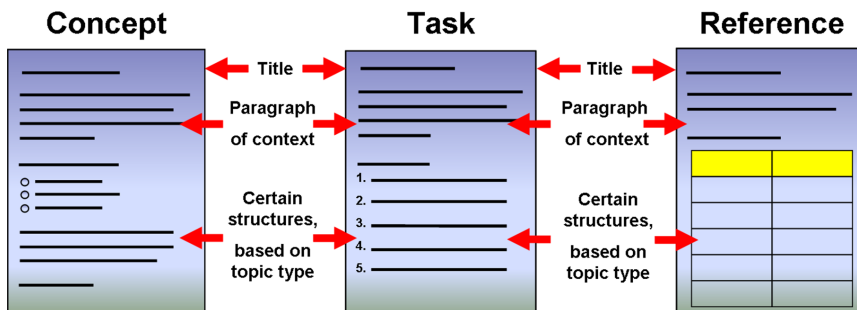 Concept
Task
Reference
Title
Title
Paragraph
of context
Paragraph
of context
1.
2.
3.
4.
5.
Certain
structures,
based on
topic type
Certain
structures,
based on
topic type